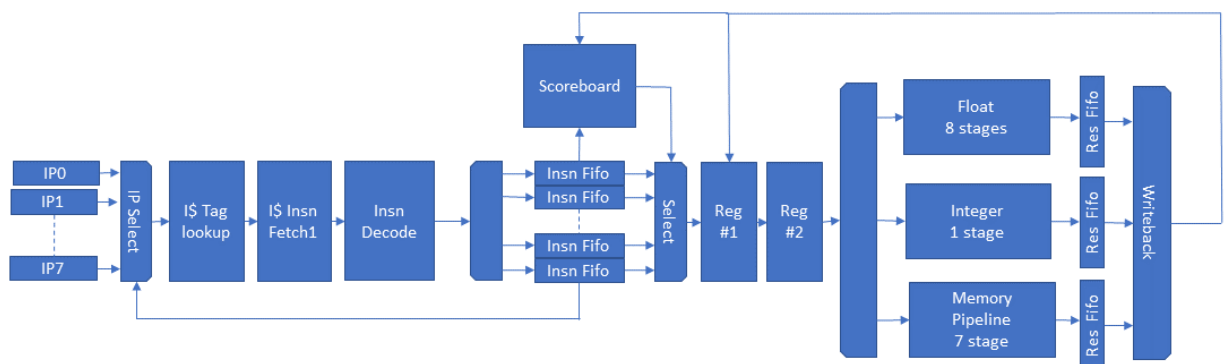 Scoreboard
IP0
IP1
IP7
IP Select
I$ Tag
lookup
I$ Insn
Fetch1
Insn
Decode
Insn Fifo
Insn Fifo
Insn Fifo
Insn Fifo
Select
Reg
#1
Reg
#2
Float
8 stages
Integer
1 stage
Memory
Pipeline
7 stage
Res Fifo
Res Fifo
Res Fifo
Writeback